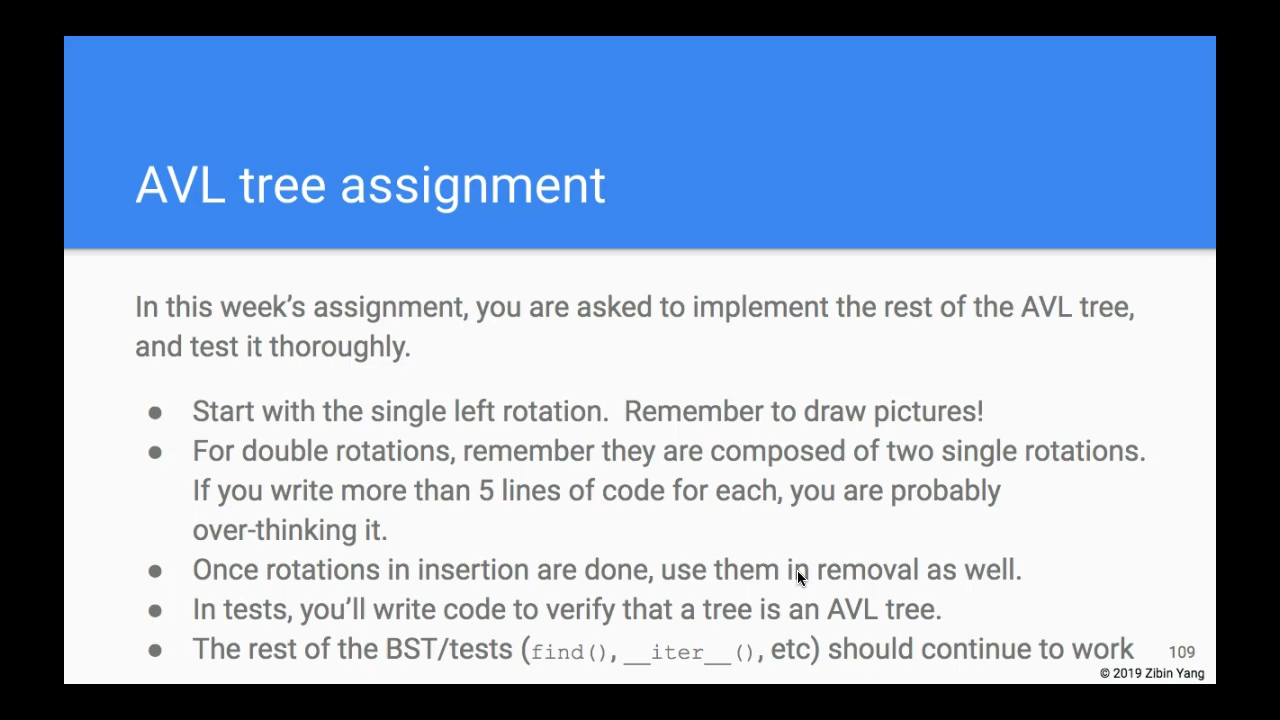 AVL tree assignment
In this week’s assignment, you are asked to implement the rest of the AVL tree,
and test it thoroughly.
● Start with the single left rotation.  Remember to draw pictures!
● For double rotations, remember they are composed of two single rotations.
If you write more than 5 lines of code for each, you are probably
over-thinking it.
● Once rotations in insertion are done, use them in removal as well.
● In tests, you’ll write code to verify that a tree is an AVL tree.
● The rest of the BST/tests (find(), __iter__(), etc) should continue to work
109
© 2019 Zibin Yang